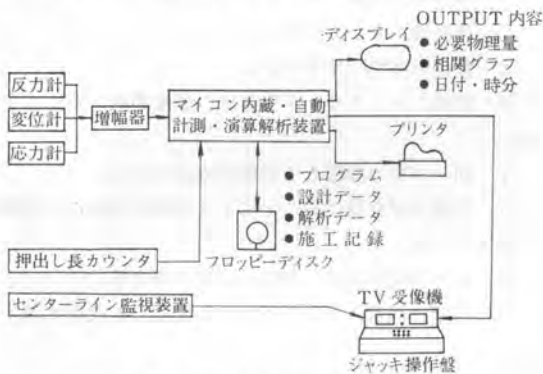 OUTPUT 内容
ディスプレイ
● 必要物理量
● 相関グラフ
● 日付・時分
反力計
変位計
応力計
増幅器
マイコン内蔵・自動
計測・演算解析装置
プリンタ
● プログラム
● 設計データ
● 解析データ
● 施工記録
フロッピーディスク
押出し長カウンタ
センターライン監視装置
TV 受像機
ジャッキ操作盤